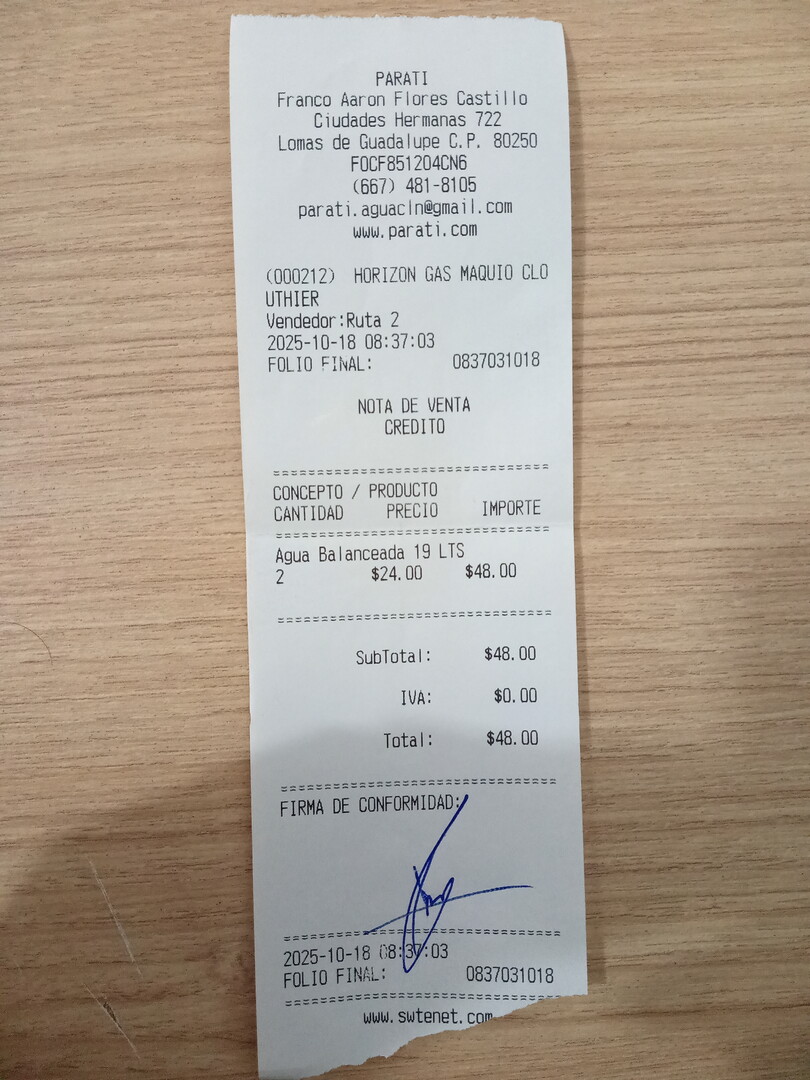 PARATI
Franco Aaron Flores Castillo
Ciudades Hermanas 722
Lomas de Guadalupe C.P. 80250
FOCF851204CN6
(667) 481-8105
parati.aguacln@gmail.com
www.parati.com
(000212) HORIZON GAS MAQUIO CLO
UTHIER
Vendedor:Ruta 2
2025-10-18 08:37:03
FOLIO FINAL: 0837031018
NOTA DE VENTA
CREDITO
==============================
CONCEPTO / PRODUCTO
CANTIDAD PRECIO IMPORTE
==============================
Agua Balanceada 19 LTS
2 $24.00 $48.00
==============================
SubTotal: $48.00
IVA: $0.00
Total: $48.00
==============================
FIRMA DE CONFORMIDAD:
==============================
2025-10-18 08:37:03
FOLIO FINAL: 0837031018
==============================
www.swtenet.com